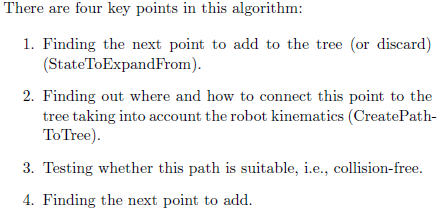 There are four key points in this algorithm:
1. Finding the next point to add to the tree (or discard)
(StateToExpandFrom).
2. Finding out where and how to connect this point to the
tree taking into account the robot kinematics (CreatePath-
ToTree).
3. Testing whether this path is suitable, i.e., collision-free.
4. Finding the next point to add.